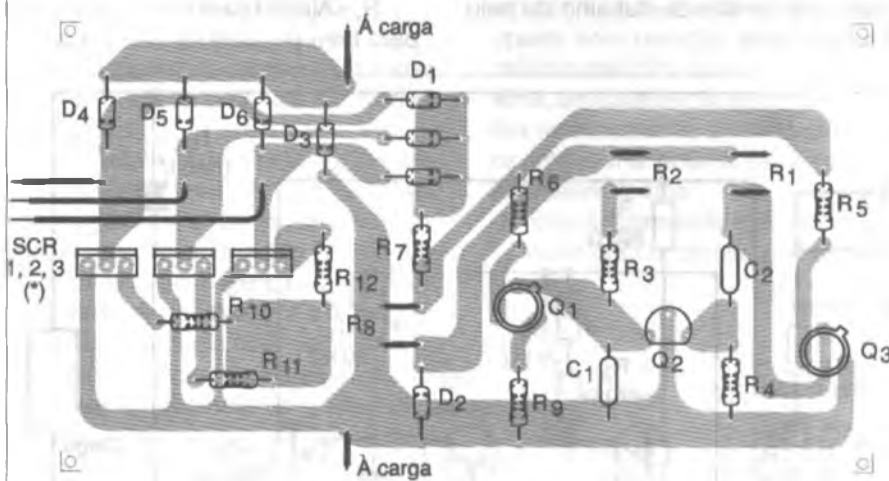 Á carga
D1
D4
D5
D6
D3
R6
R2
R1
R5
SCR
1, 2, 3
(*)
R7
R12
R3
C2
R10
R8
Q1
Q2
Q3
R11
C1
R4
D2
R9
À carga